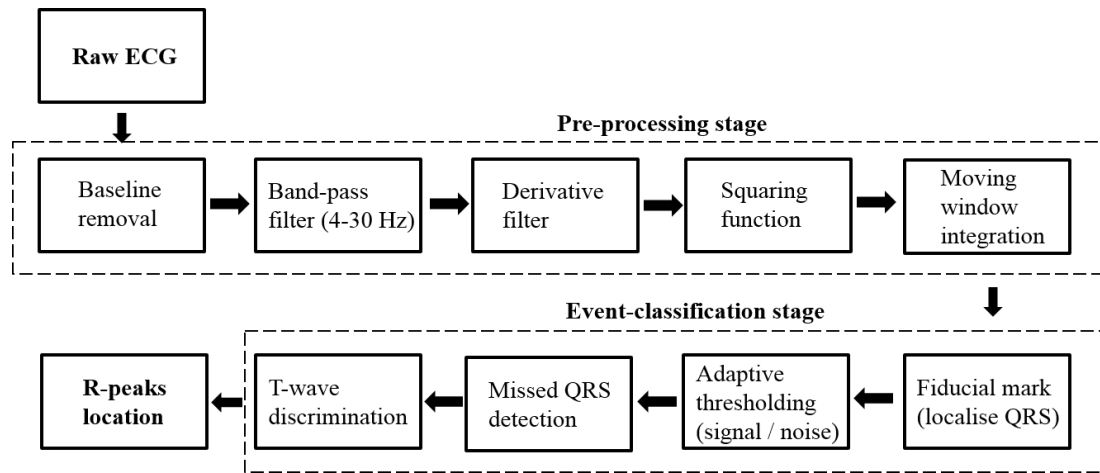 Raw ECG
Pre-processing stage
Baseline
removal
Band-pass
filter (4-30 Hz)
Derivative
filter
Squaring
function
Moving
window
integration
Event-classification stage
R-peaks
location
T-wave
discrimination
Missed QRS
detection
Adaptive
thresholding
(signal / noise)
Fiducial mark
(localise QRS)